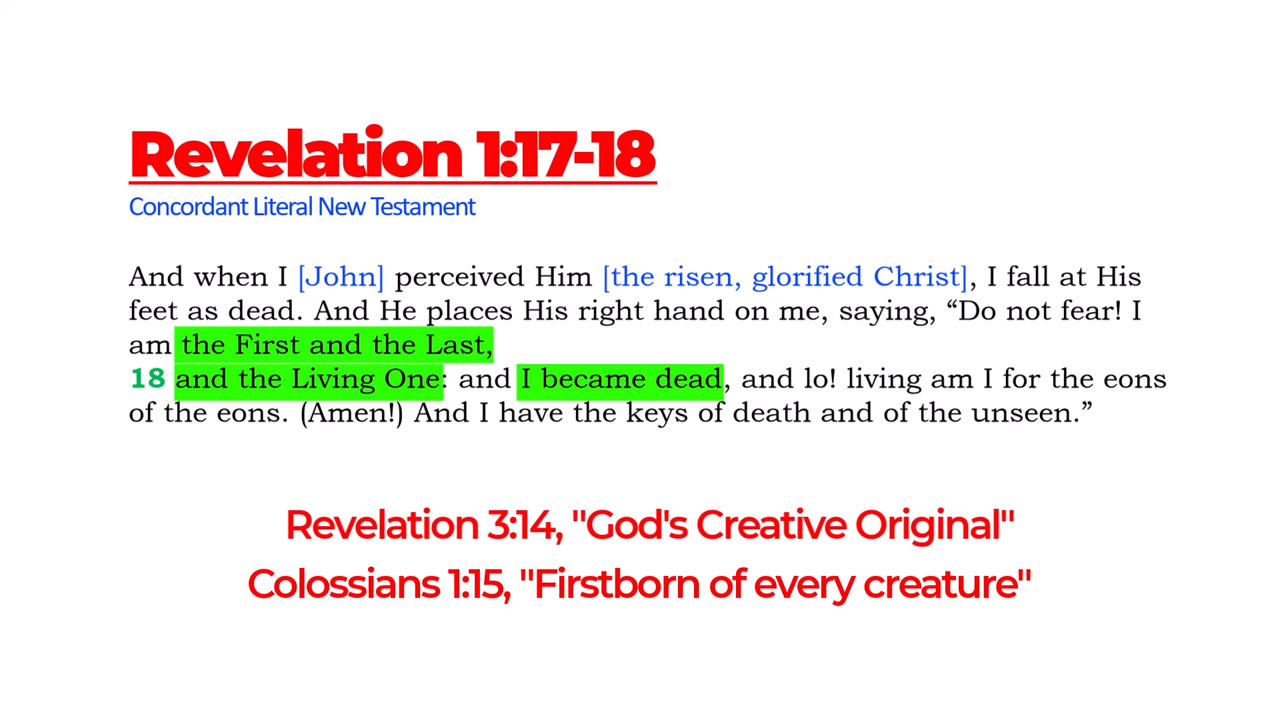 Revelation 1:17-18
Concordant Literal New Testament
And when I [John] perceived Him [the risen, glorified Christ], I fall at His
feet as dead. And He places His right hand on me, saying, “Do not fear! I
am the First and the Last,
18 and the Living One: and I became dead, and lo! living am I for the eons
of the eons. (Amen!) And I have the keys of death and of the unseen.”
Revelation 3:14, "God's Creative Original"
Colossians 1:15, "Firstborn of every creature"